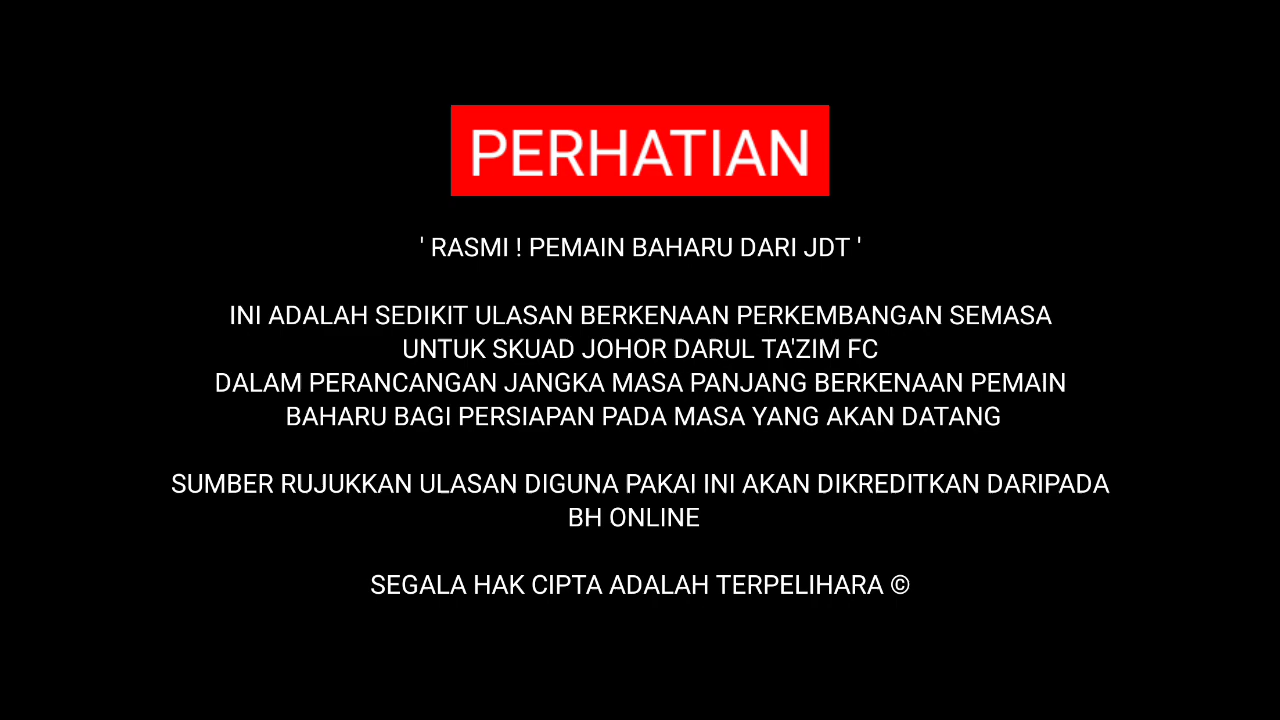 PERHATIAN
' RASMI ! PEMAIN BAHARU DARI JDT '
INI ADALAH SEDIKIT ULASAN BERKENAAN PERKEMBANGAN SEMASA
UNTUK SKUAD JOHOR DARUL TA'ZIM FC
DALAM PERANCANGAN JANGKA MASA PANJANG BERKENAAN PEMAIN
BAHARU BAGI PERSIAPAN PADA MASA YANG AKAN DATANG
SUMBER RUJUKKAN ULASAN DIGUNA PAKAI INI AKAN DIKREDITKAN DARIPADA
BH ONLINE
SEGALA HAK CIPTA ADALAH TERPELIHARA ©